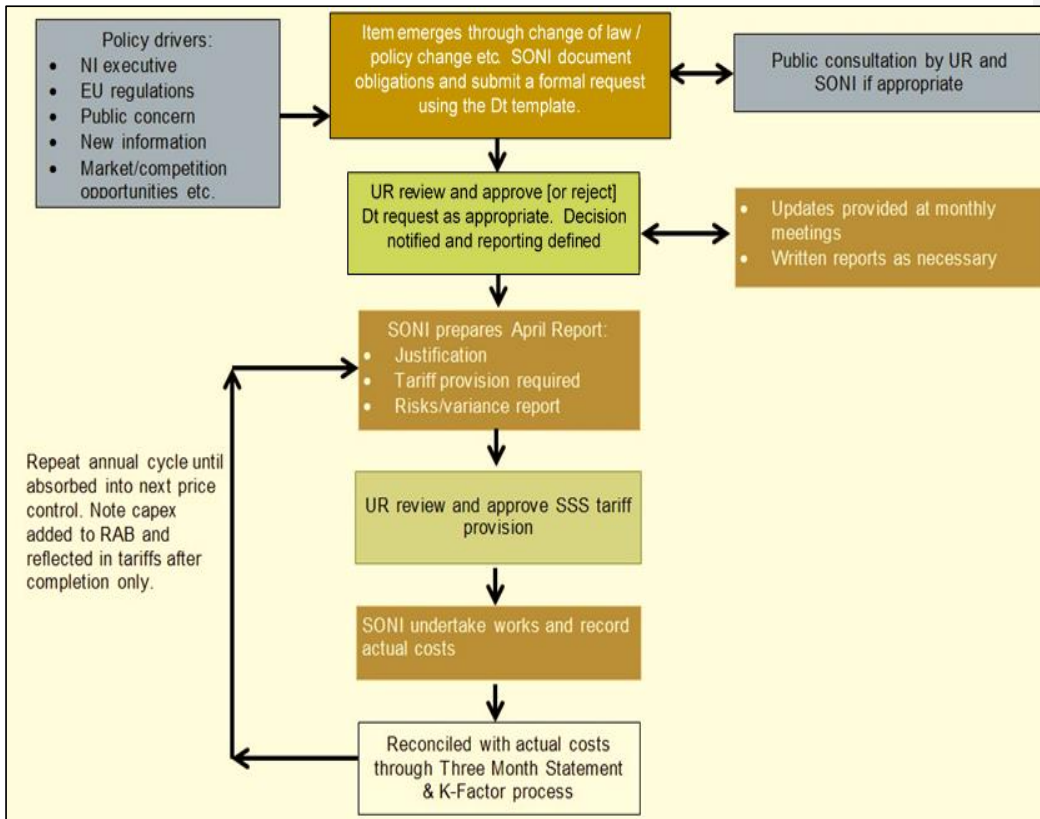 Policy drivers:
• NI executive
• EU regulations
• Public concern
• New information
• Market/competition
opportunities etc.
Item emerges through change of law /
policy change etc. SONI document
obligations and submit a formal request
using the Dt template.
Public consultation by UR and
SONI if appropriate
UR review and approve [or reject]
Dt request as appropriate. Decision
notified and reporting defined
• Updates provided at monthly
meetings
• Written reports as necessary
SONI prepares April Report:
• Justification
• Tariff provision required
• Risks/variance report
Repeat annual cycle until
absorbed into next price
control. Note capex
added to RAB and
reflected in tariffs after
completion only.
UR review and approve SSS tariff
provision
SONI undertake works and record
actual costs
Reconciled with actual costs
through Three Month Statement
& K-Factor process